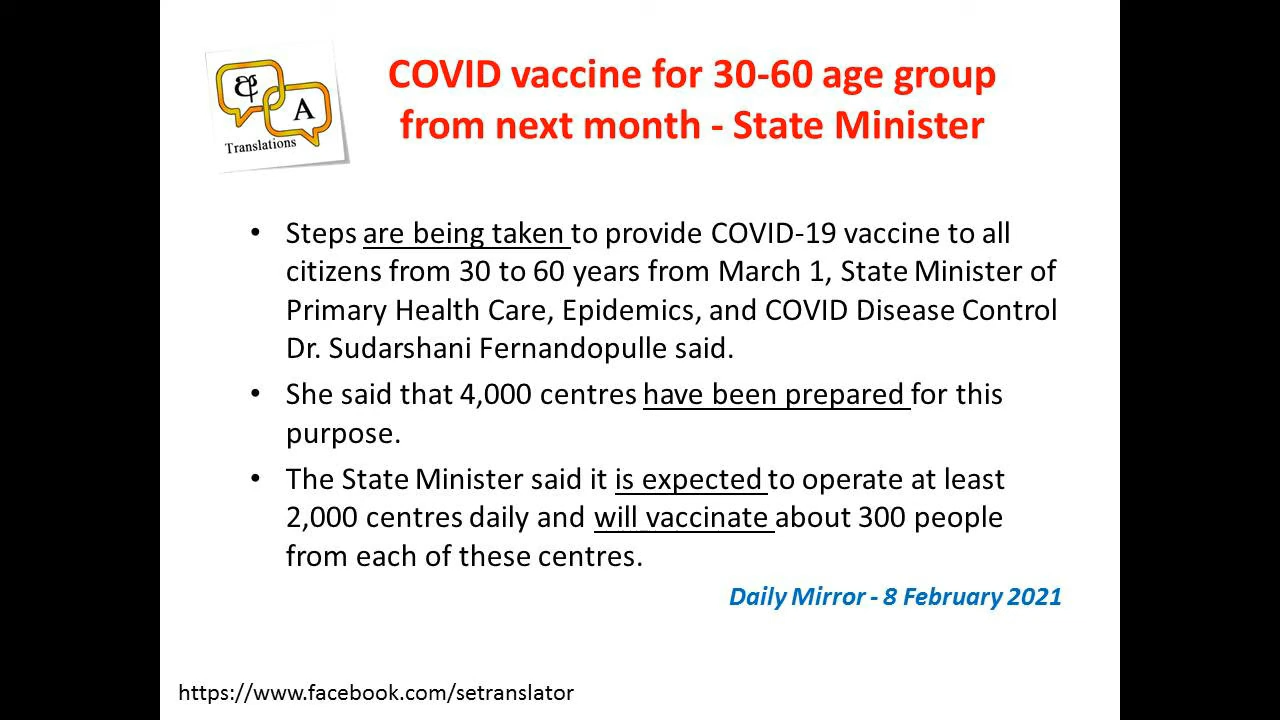 අ
A
Translations
COVID vaccine for 30-60 age group
from next month - State Minister
• Steps are being taken to provide COVID-19 vaccine to all
citizens from 30 to 60 years from March 1, State Minister of
Primary Health Care, Epidemics, and COVID Disease Control
Dr. Sudarshani Fernandopulle said.
• She said that 4,000 centres have been prepared for this
purpose.
• The State Minister said it is expected to operate at least
2,000 centres daily and will vaccinate about 300 people
from each of these centres.
Daily Mirror - 8 February 2021
https://www.facebook.com/setranslator